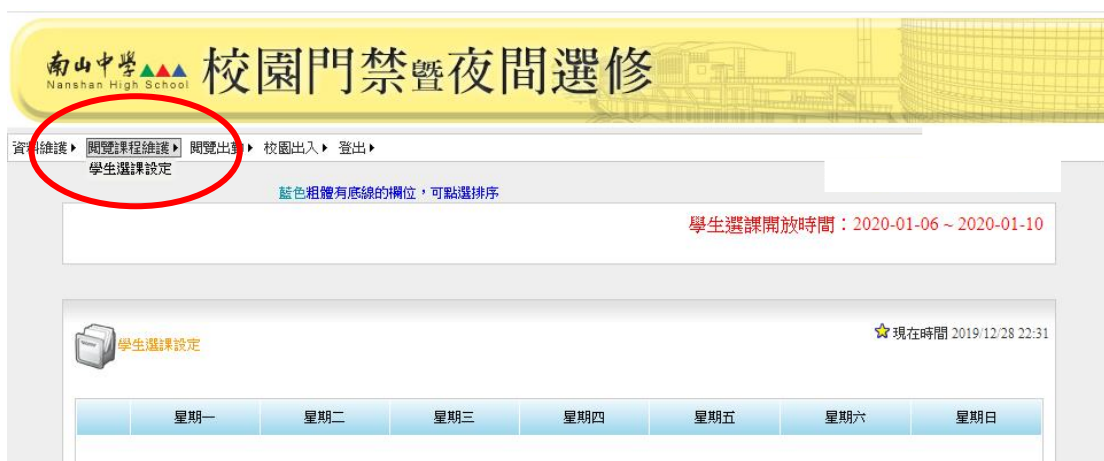 南山中學 校園門禁暨夜間選修
Nanshan High School
資料維護 閱覽課程維護 閱覽出勤 校園出入 登出
學生選課設定
藍色粗體有底線的欄位，可點選排序
學生選課開放時間：2020-01-06 ~ 2020-01-10
現在時間 2019/12/28 22:31
學生選課設定
星期一 星期二 星期三 星期四 星期五 星期六 星期日